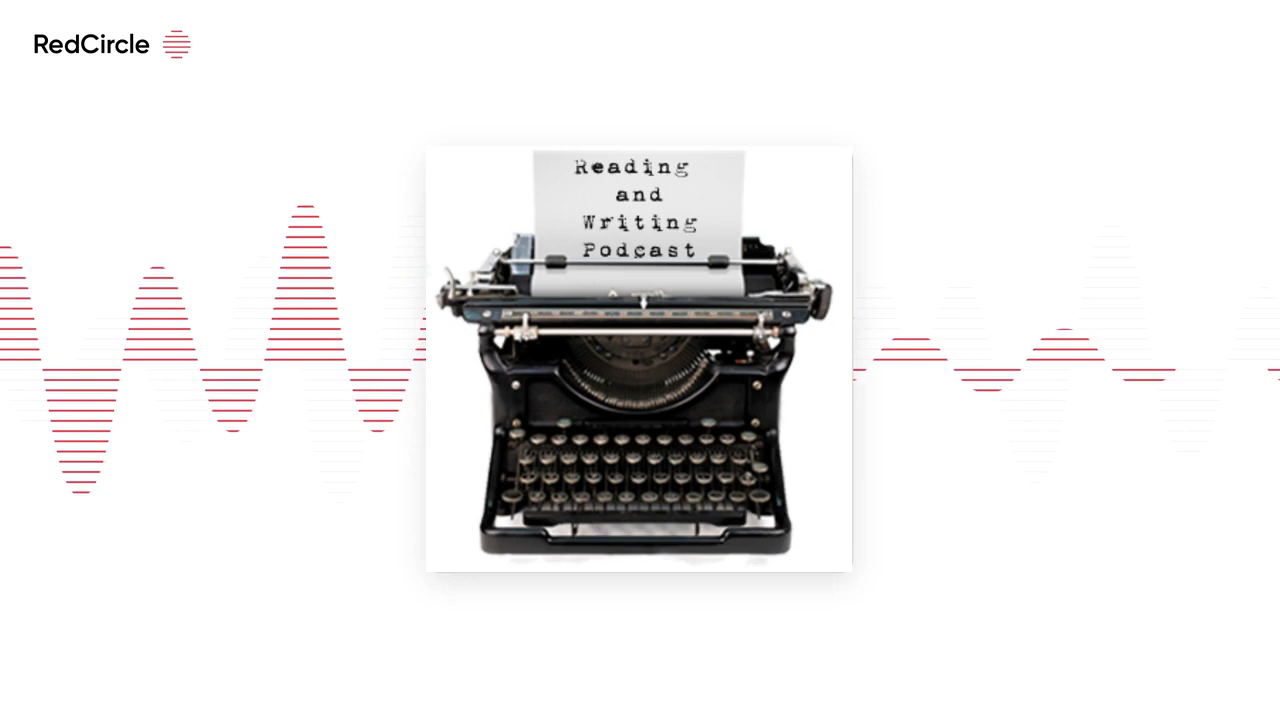 RedCircle
Reading
and
Writing
Podcast